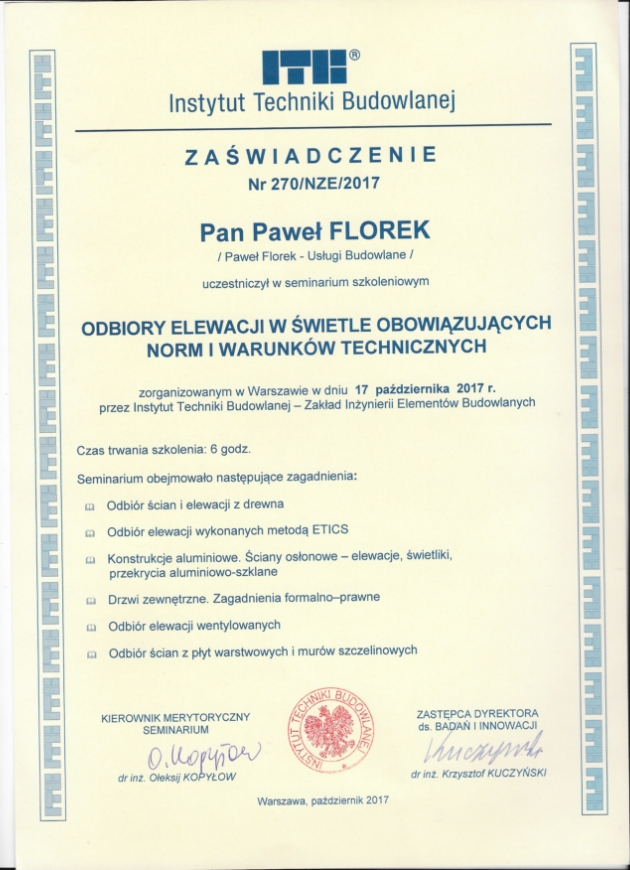 ITB®
Instytut Techniki Budowlanej
ZAŚWIADCZENIE
Nr 270/NZE/2017
Pan Paweł FLOREK
/ Paweł Florek - Usługi Budowlane /
uczestniczył w seminarium szkoleniowym
ODBIORY ELEWACJI W ŚWIETLE OBOWIĄZUJĄCYCH
NORM I WARUNKÓW TECHNICZNYCH
zorganizowanym w Warszawie w dniu 17 października 2017 r.
przez Instytut Techniki Budowlanej – Zakład Inżynierii Elementów Budowlanych
Czas trwania szkolenia: 6 godz.
Seminarium obejmowało następujące zagadnienia:
Odbiór ścian i elewacji z drewna
Odbiór elewacji wykonanych metodą ETICS
Konstrukcje aluminiowe. Ściany osłonowe – elewacje, świetliki,
przekrycia aluminiowo-szklane
Drzwi zewnętrzne. Zagadnienia formalno–prawne
Odbiór elewacji wentylowanych
Odbiór ścian z płyt warstwowych i murów szczelinowych
KIEROWNIK MERYTORYCZNY
SEMINARIUM
O. Kopyłow
dr inż. Ołeksij KOPYŁOW
INSTYTUT TECHNIKI BUDOWLANEJ
ZASTĘPCA DYREKTORA
ds. BADAŃ I INNOWACJI
Kuczyński
dr inż. Krzysztof KUCZYŃSKI
Warszawa, październik 2017